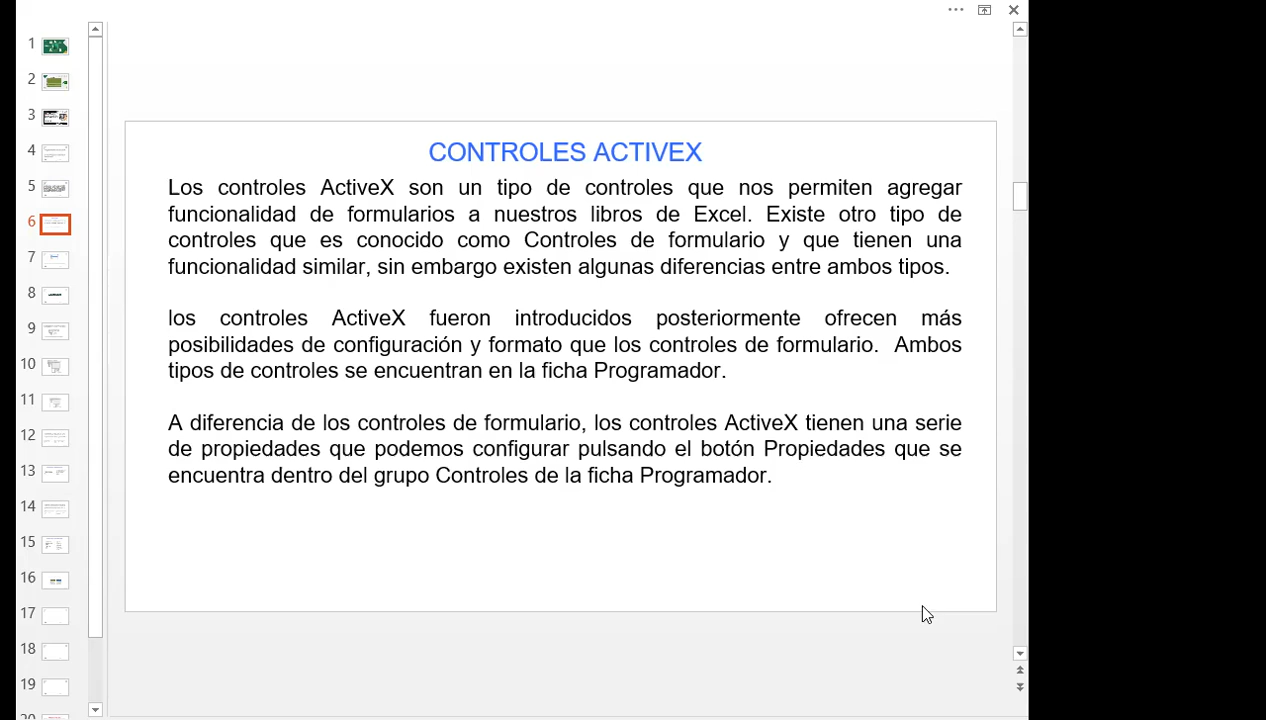 1
2
3
4
5
6
7
8
9
10
11
12
13
14
15
16
17
18
19
CONTROLES ACTIVEX
Los controles ActiveX son un tipo de controles que nos permiten agregar
funcionalidad de formularios a nuestros libros de Excel. Existe otro tipo de
controles que es conocido como Controles de formulario y que tienen una
funcionalidad similar, sin embargo existen algunas diferencias entre ambos tipos.
los controles ActiveX fueron introducidos posteriormente ofrecen más
posibilidades de configuración y formato que los controles de formulario. Ambos
tipos de controles se encuentran en la ficha Programador.
A diferencia de los controles de formulario, los controles ActiveX tienen una serie
de propiedades que podemos configurar pulsando el botón Propiedades que se
encuentra dentro del grupo Controles de la ficha Programador.